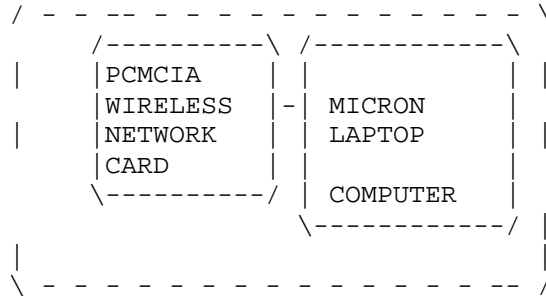 PCMCIA
WIRELESS
NETWORK
CARD
MICRON
LAPTOP
COMPUTER